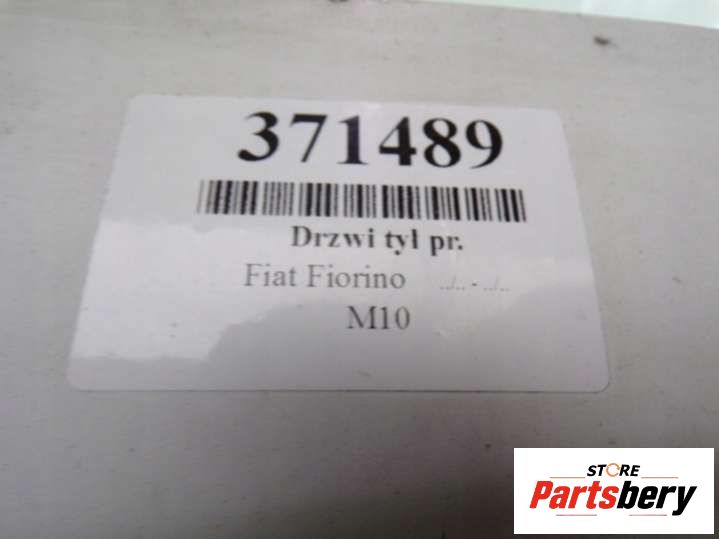 371489
Drzwi tył pr.
Fiat Fiorino ../.. - ../..
M10
STORE
Partsbery